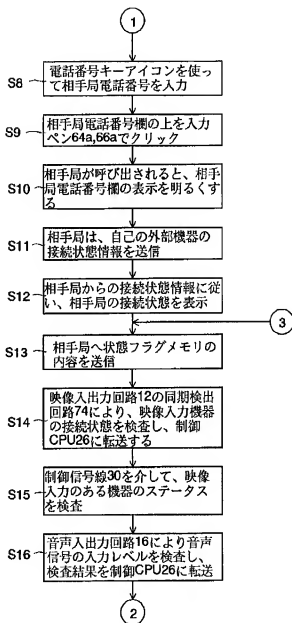 1
S8
電話番号キーアイコンを使っ
て相手局電話番号を入力
S9
相手局電話番号欄の上を入力
ペン64a,66aでクリック
S10
相手局が呼び出されると、相手
局電話番号欄の表示を明るくす
る
S11
相手局は、自己の外部機器の
接続状態情報を送信
S12
相手局からの接続状態情報に従
い、相手局の接続状態を表示
3
S13
相手局へ状態フラグメモリの
内容を送信
S14
映像入出力回路12の同期検出
回路74により、映像入力機器
の接続状態を検査し、制御
CPU26に転送する
S15
制御信号線30を介して、映像
入力のある機器のステータス
を検査
S16
音声入出力回路16により音声
信号の入力レベルを検査し、
検査結果を制御CPU26に転送
2